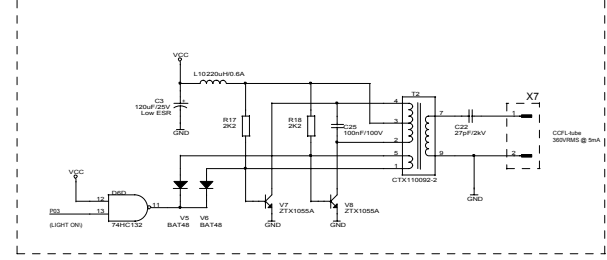 VCC
L10 220uH/0.6A
C3
120uF/25V
Low ESR
GND
R17
2K2
R18
2K2
C25
100nF/100V
T2
4
3
2
5
1
7
9
CTX110092-2
C22
27pF/2kV
X7
1
2
CCFL-tube
360VRMS @ 5mA
GND
VCC
D6D
12
13
11
P03
(LIGHT ON)
74HC132
V5
BAT48
V6
BAT48
V7
ZTX1055A
GND
V8
ZTX1055A
GND